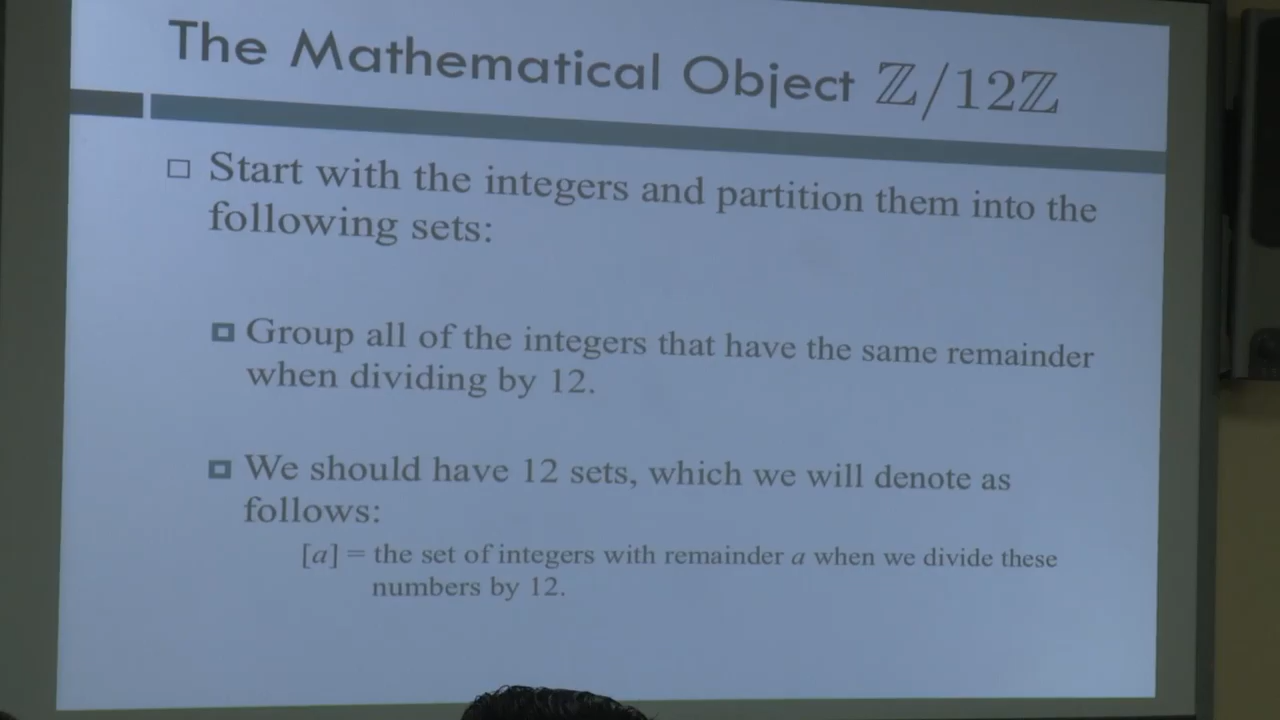 The Mathematical Object ℤ/12ℤ
Start with the integers and partition them into the
following sets:
Group all of the integers that have the same remainder
when dividing by 12.
We should have 12 sets, which we will denote as
follows:
[a] = the set of integers with remainder a when we divide these
numbers by 12.